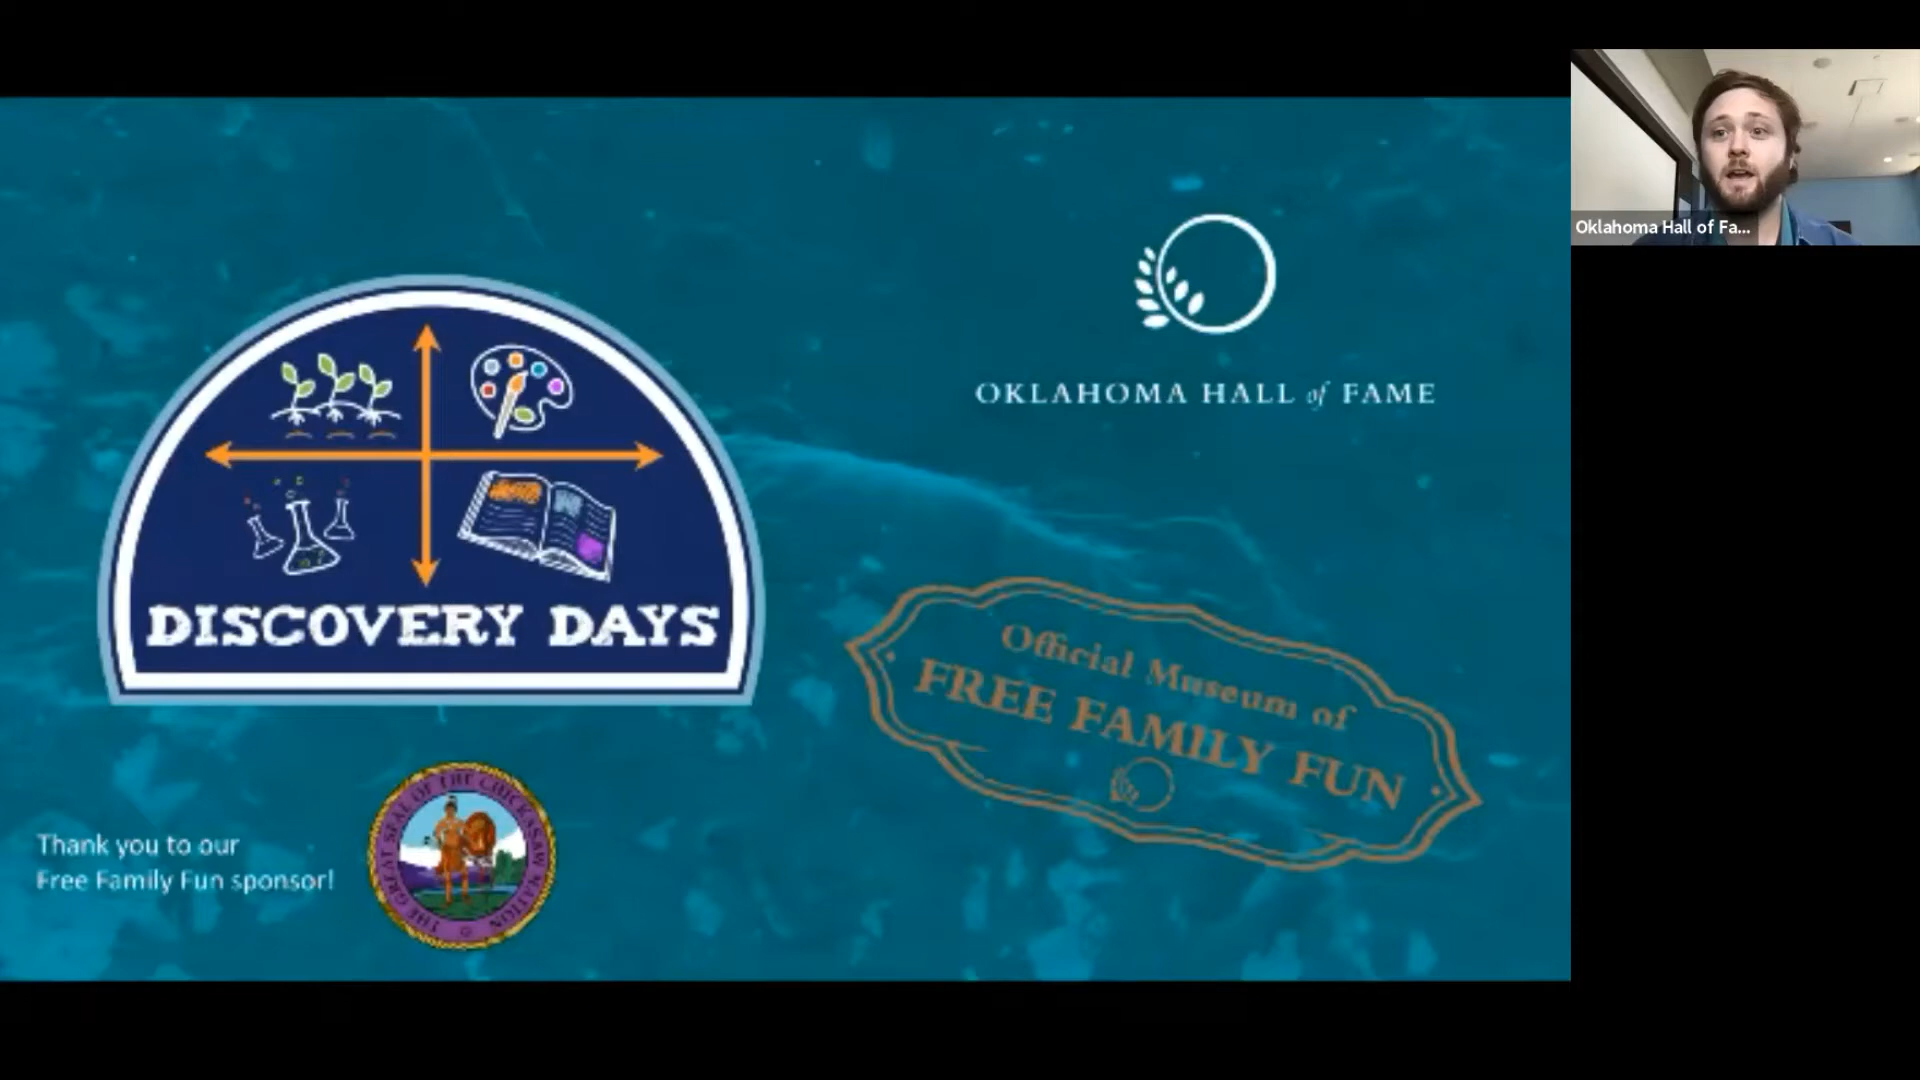 Oklahoma Hall of Fa...
OKLAHOMA HALL of FAME
DISCOVERY DAYS
Official Museum of
FREE FAMILY FUN
Thank you to our
Free Family Fun sponsor!
THE GREAT SEAL OF THE CHICKASAW NATION